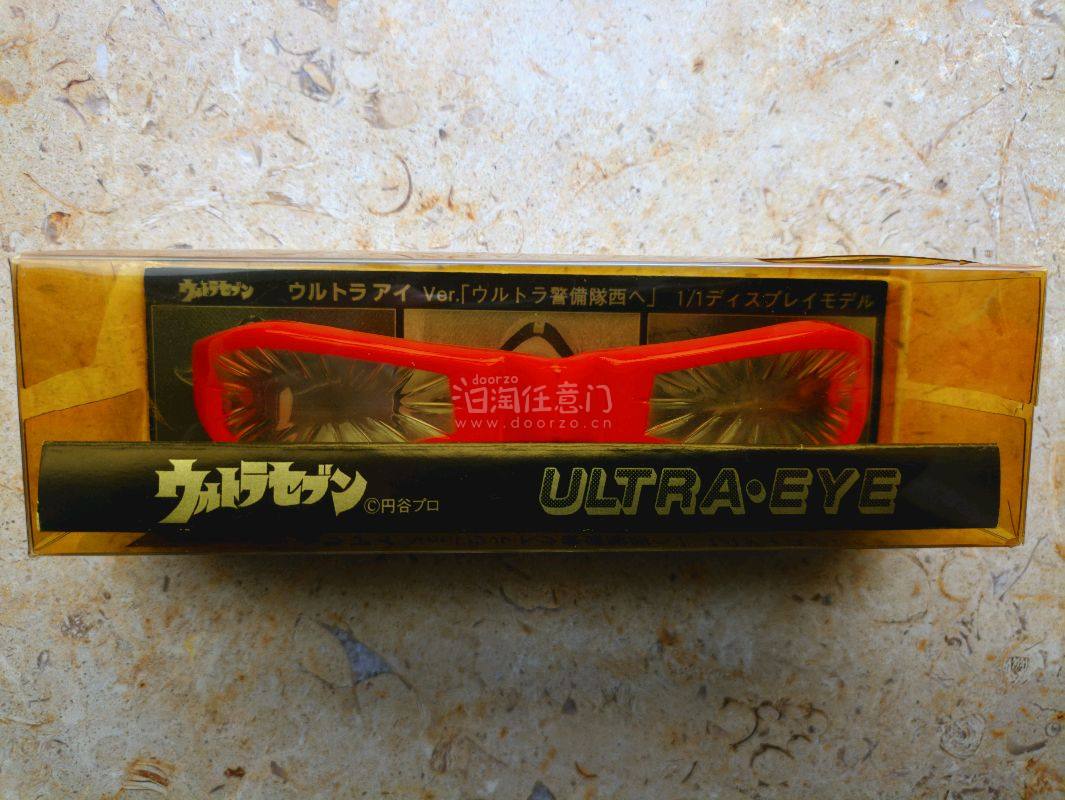 ウルトラセブン ウルトラ アイ Ver.「ウルトラ警備隊西へ」 1/1ディスプレイモデル
doorzo
泪淘任意门
www.doorzo.cn
ウルトラセブン ©円谷プロ ULTRA•EYE